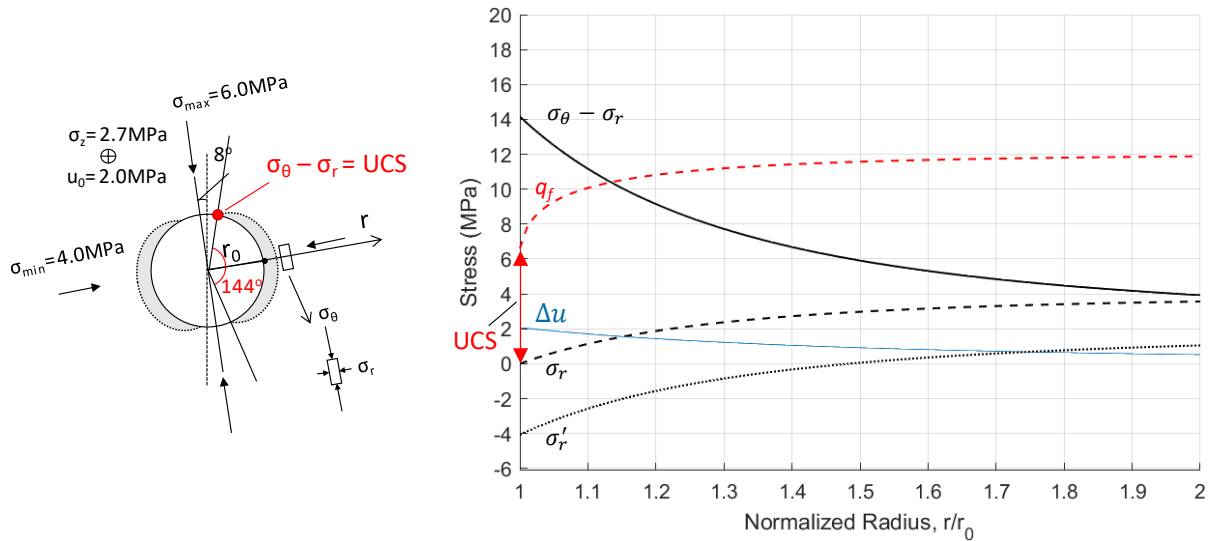 σmax=6.0MPa
σz=2.7MPa
⊕
u0=2.0MPa
8º
σθ − σr = UCS
r
σmin=4.0MPa
r0
144º
σθ
σr
20
18
16
14
12
10
8
6
4
2
0
-2
-4
-6
Stress (MPa)
σθ − σr
qf
Δu
UCS
σr
σr′
1
1.1
1.2
1.3
1.4
1.5
1.6
1.7
1.8
1.9
2
Normalized Radius, r/r0